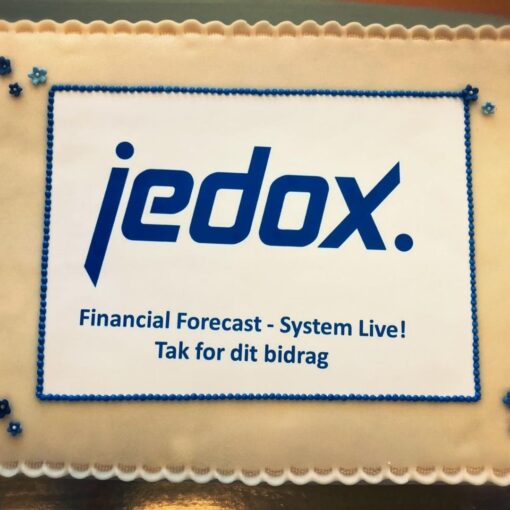 jedox.
Financial Forecast - System Live!
Tak for dit bidrag